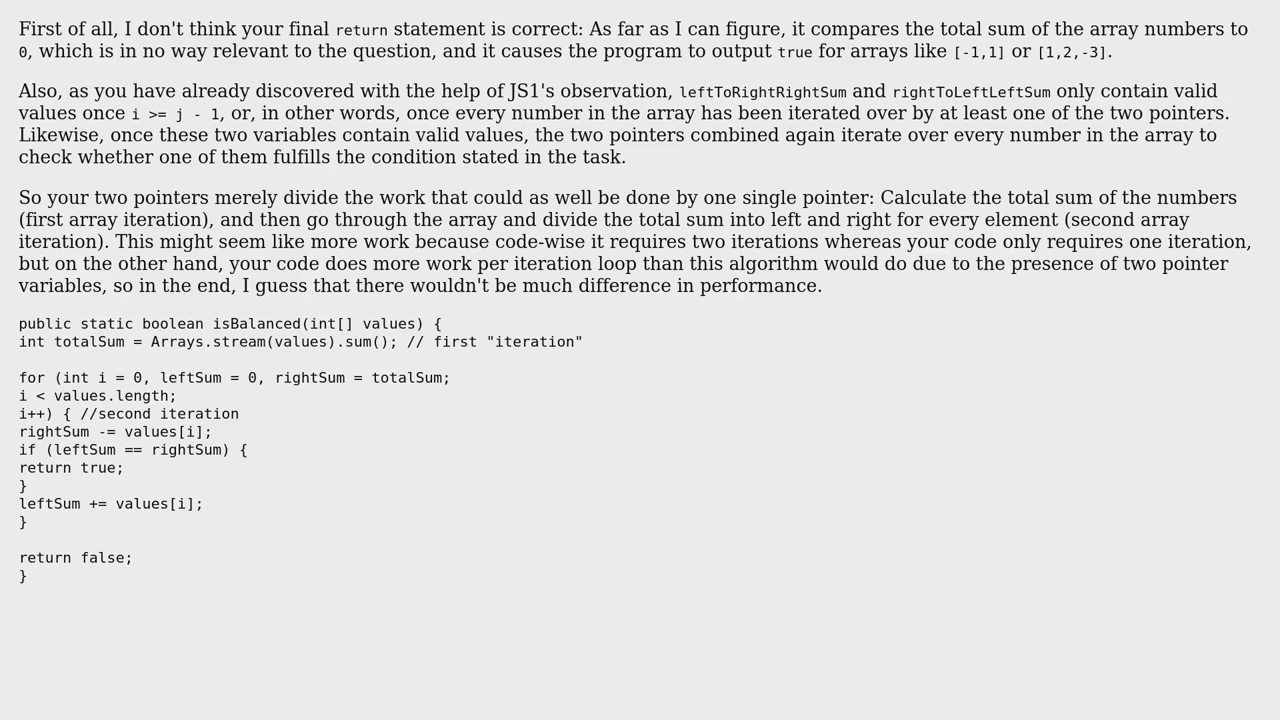 First of all, I don't think your final return statement is correct: As far as I can figure, it compares the total sum of the array numbers to
0, which is in no way relevant to the question, and it causes the program to output true for arrays like [-1,1] or [1,2,-3].
Also, as you have already discovered with the help of JS1's observation, leftToRightRightSum and rightToLeftLeftSum only contain valid
values once i >= j - 1, or, in other words, once every number in the array has been iterated over by at least one of the two pointers.
Likewise, once these two variables contain valid values, the two pointers combined again iterate over every number in the array to
check whether one of them fulfills the condition stated in the task.
So your two pointers merely divide the work that could as well be done by one single pointer: Calculate the total sum of the numbers
(first array iteration), and then go through the array and divide the total sum into left and right for every element (second array
iteration). This might seem like more work because code-wise it requires two iterations whereas your code only requires one iteration,
but on the other hand, your code does more work per iteration loop than this algorithm would do due to the presence of two pointer
variables, so in the end, I guess that there wouldn't be much difference in performance.
public static boolean isBalanced(int[] values) {
int totalSum = Arrays.stream(values).sum(); // first "iteration"
for (int i = 0, leftSum = 0, rightSum = totalSum;
i < values.length;
i++) { //second iteration
rightSum -= values[i];
if (leftSum == rightSum) {
return true;
}
leftSum += values[i];
}
return false;
}